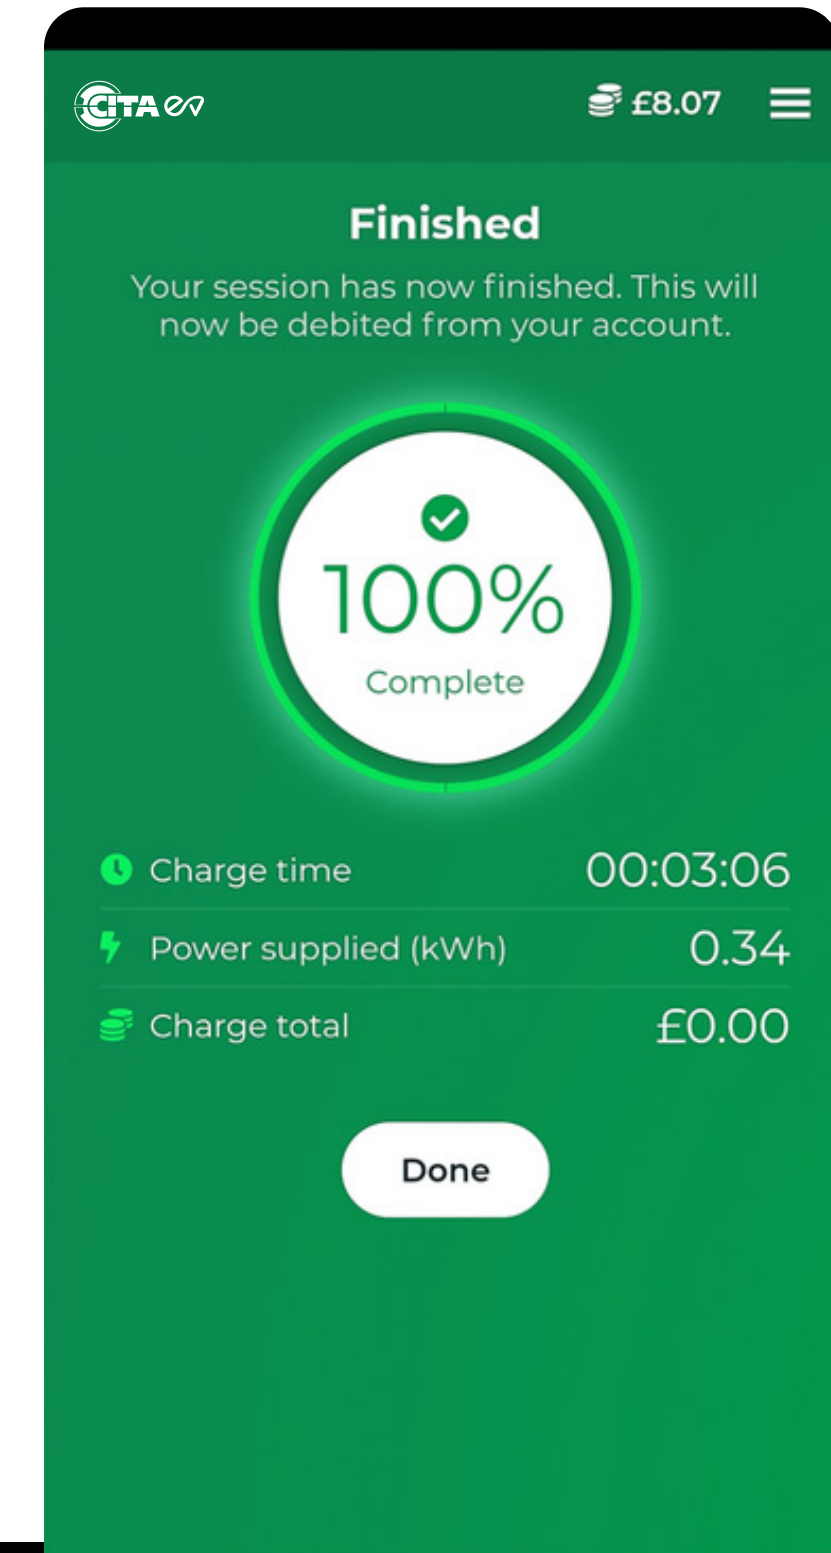 CITA ev £8.07
Finished
Your session has now finished. This will
now be debited from your account.
100%
Complete
Charge time 00:03:06
Power supplied (kWh) 0.34
Charge total £0.00
Done